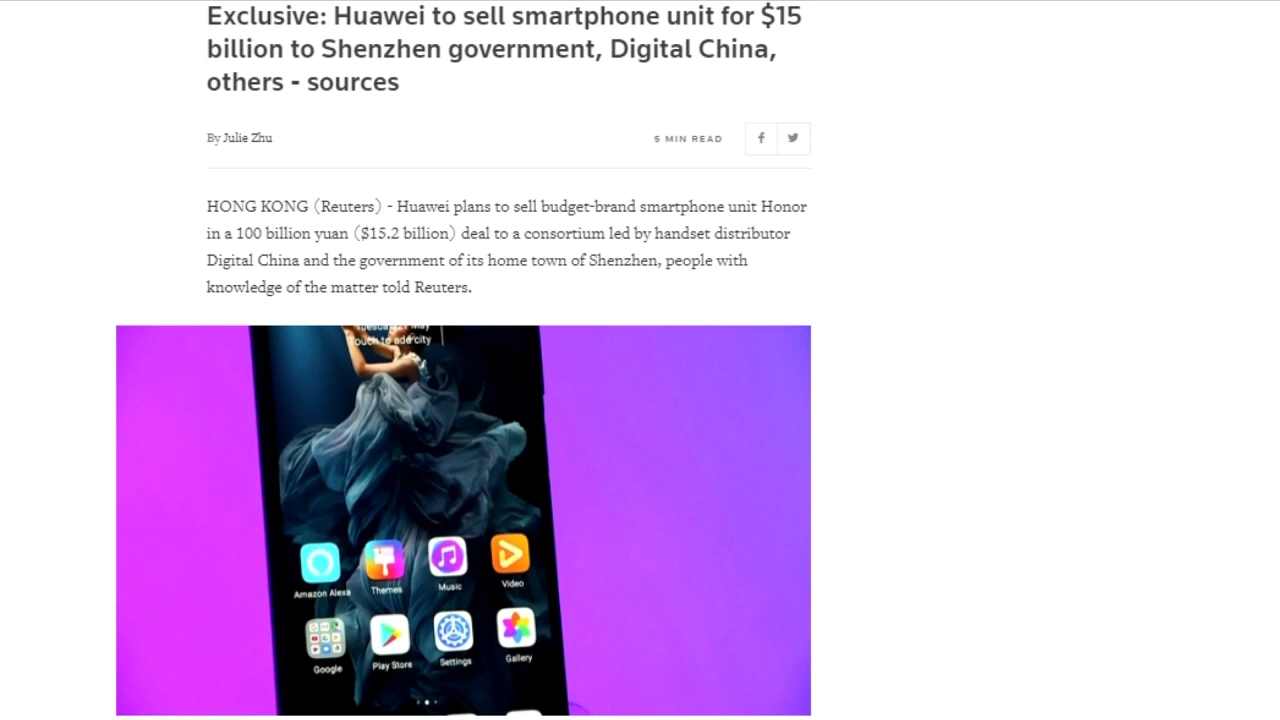 Exclusive: Huawei to sell smartphone unit for $15
billion to Shenzhen government, Digital China,
others - sources
By Julie Zhu
5 MIN READ
HONG KONG (Reuters) - Huawei plans to sell budget-brand smartphone unit Honor
in a 100 billion yuan ($15.2 billion) deal to a consortium led by handset distributor
Digital China and the government of its home town of Shenzhen, people with
knowledge of the matter told Reuters.
Touch to add city
Amazon Alexa Themes Music Video
Google Play Store Settings Gallery